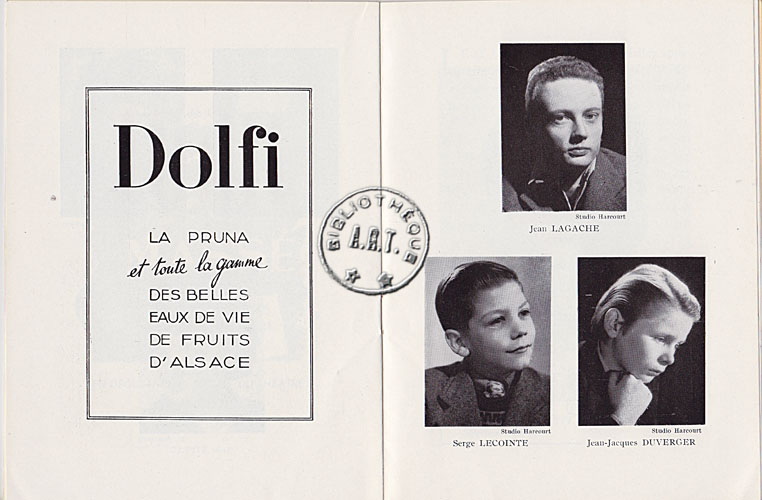 Dolfi
LA PRUNA
et toute la gamme
DES BELLES
EAUX DE VIE
DE FRUITS
D'ALSACE
BIBLIOTHÈQUE
A.R.T.
Studio Harcourt
Jean LAGACHE
Studio Harcourt
Serge LECOINTE
Studio Harcourt
Jean-Jacques DUVERGER